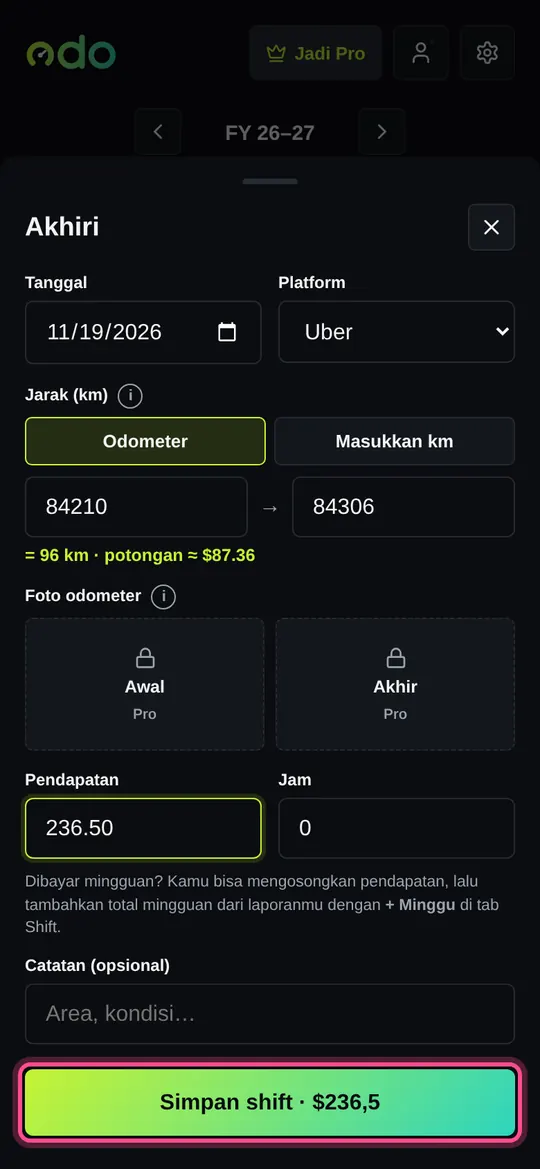 odo
Jadi Pro
FY 26–27
Akhiri
Tanggal
Platform
11/19/2026
Uber
Jarak (km) i
Odometer
Masukkan km
84210 → 84306
= 96 km · potongan ≈ $87.36
Foto odometer i
Awal
Pro
Akhir
Pro
Pendapatan
Jam
236.50
0
Dibayar mingguan? Kamu bisa mengosongkan pendapatan, lalu
tambahkan total mingguan dari laporanmu dengan + Minggu di tab
Shift.
Catatan (opsional)
Area, kondisi…
Simpan shift · $236,5